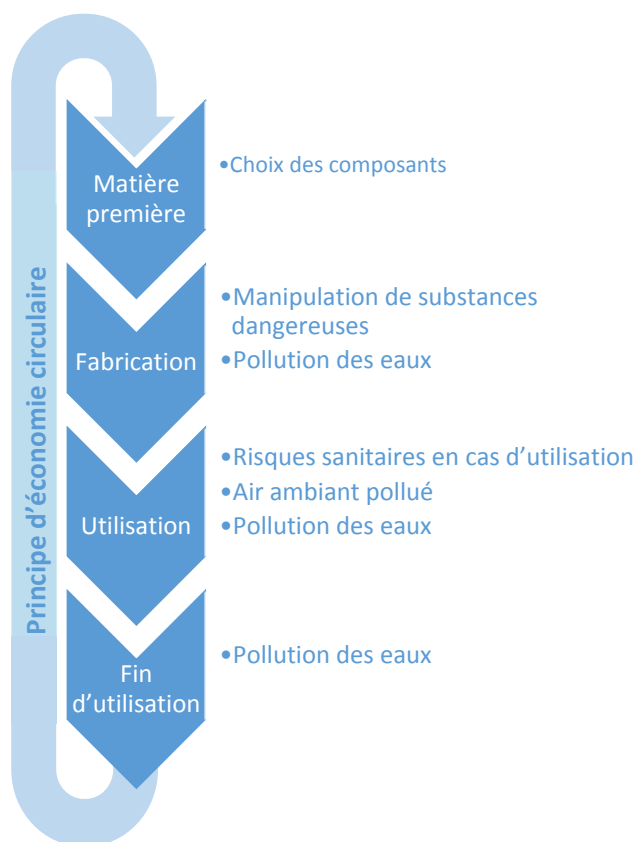 Principe d'économie circulaire
Matière
première
•Choix des composants
Fabrication
•Manipulation de substances
dangereuses
•Pollution des eaux
Utilisation
•Risques sanitaires en cas d'utilisation
•Air ambiant pollué
•Pollution des eaux
Fin
d'utilisation
•Pollution des eaux